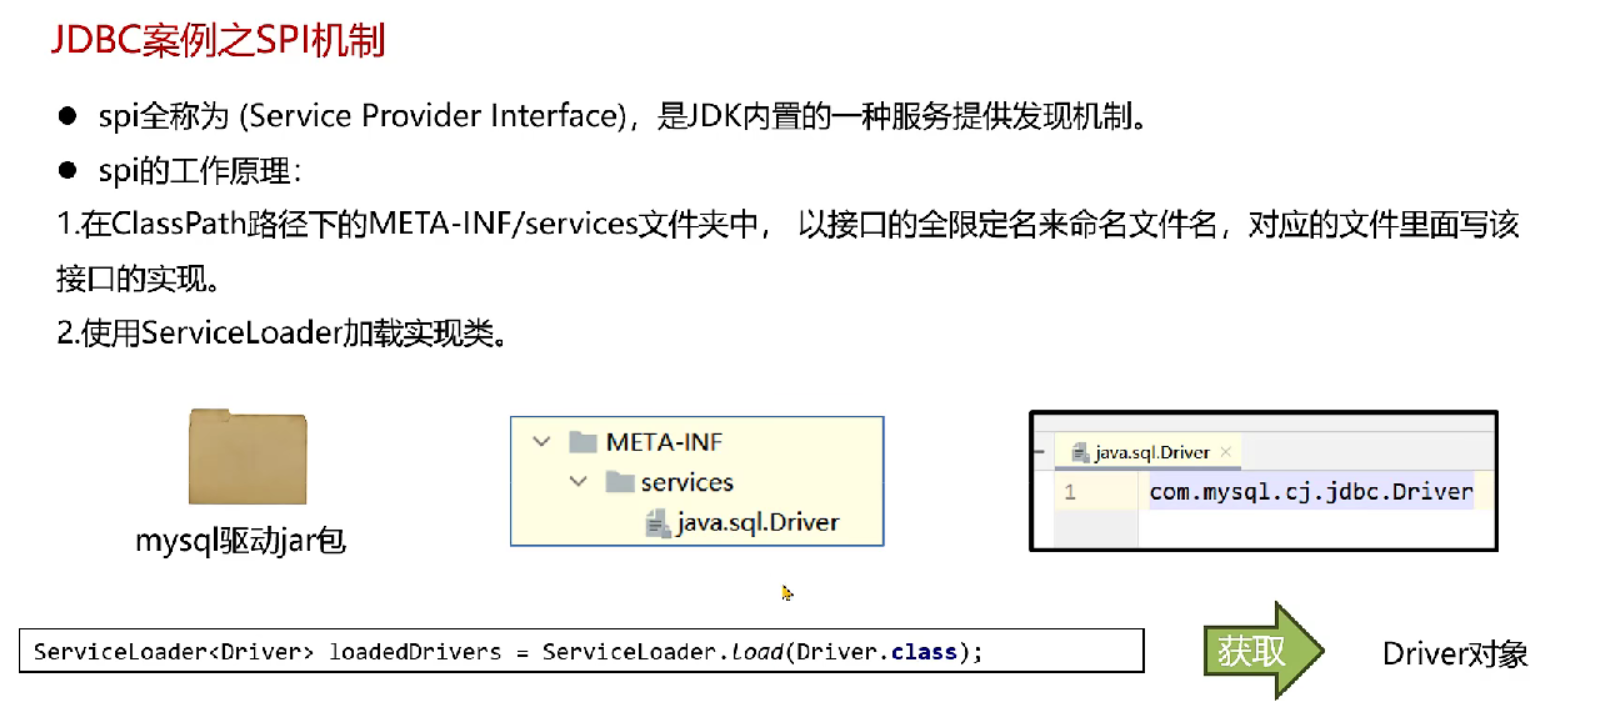 JDBC案例之SPI机制
● spi全称为 (Service Provider Interface)，是JDK内置的一种服务提供发现机制。
● spi的工作原理：
1.在ClassPath路径下的META-INF/services文件夹中， 以接口的全限定名来命名文件名，对应的文件里面写该
接口的实现。
2.使用ServiceLoader加载实现类。
META-INF
services
java.sql.Driver
mysql驱动jar包
java.sql.Driver ×
1 com.mysql.cj.jdbc.Driver
ServiceLoader<Driver> loadedDrivers = ServiceLoader.load(Driver.class);
获取
Driver对象